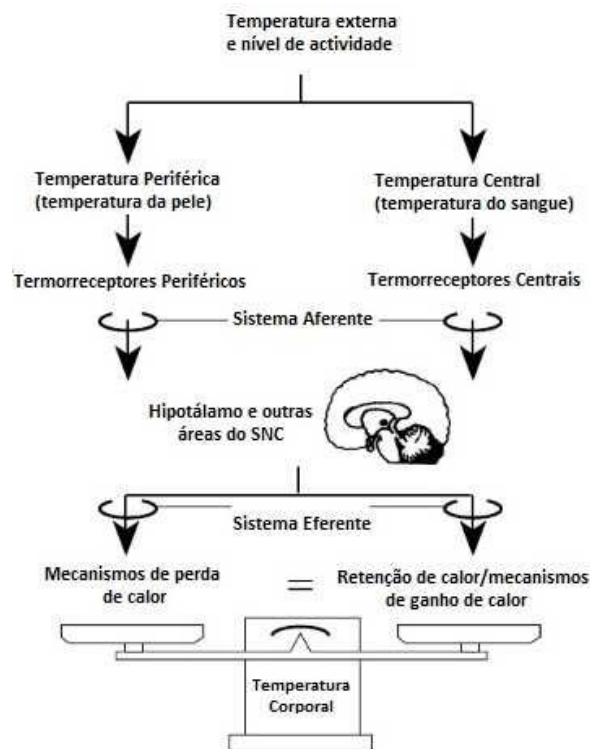 Temperatura externa
e nível de actividade
Temperatura Periférica
(temperatura da pele)
Temperatura Central
(temperatura do sangue)
Termorreceptores Periféricos
Termorreceptores Centrais
Sistema Aferente
Hipotálamo e outras
áreas do SNC
Sistema Eferente
Mecanismos de perda
de calor
=
Retenção de calor/mecanismos
de ganho de calor
Temperatura
Corporal